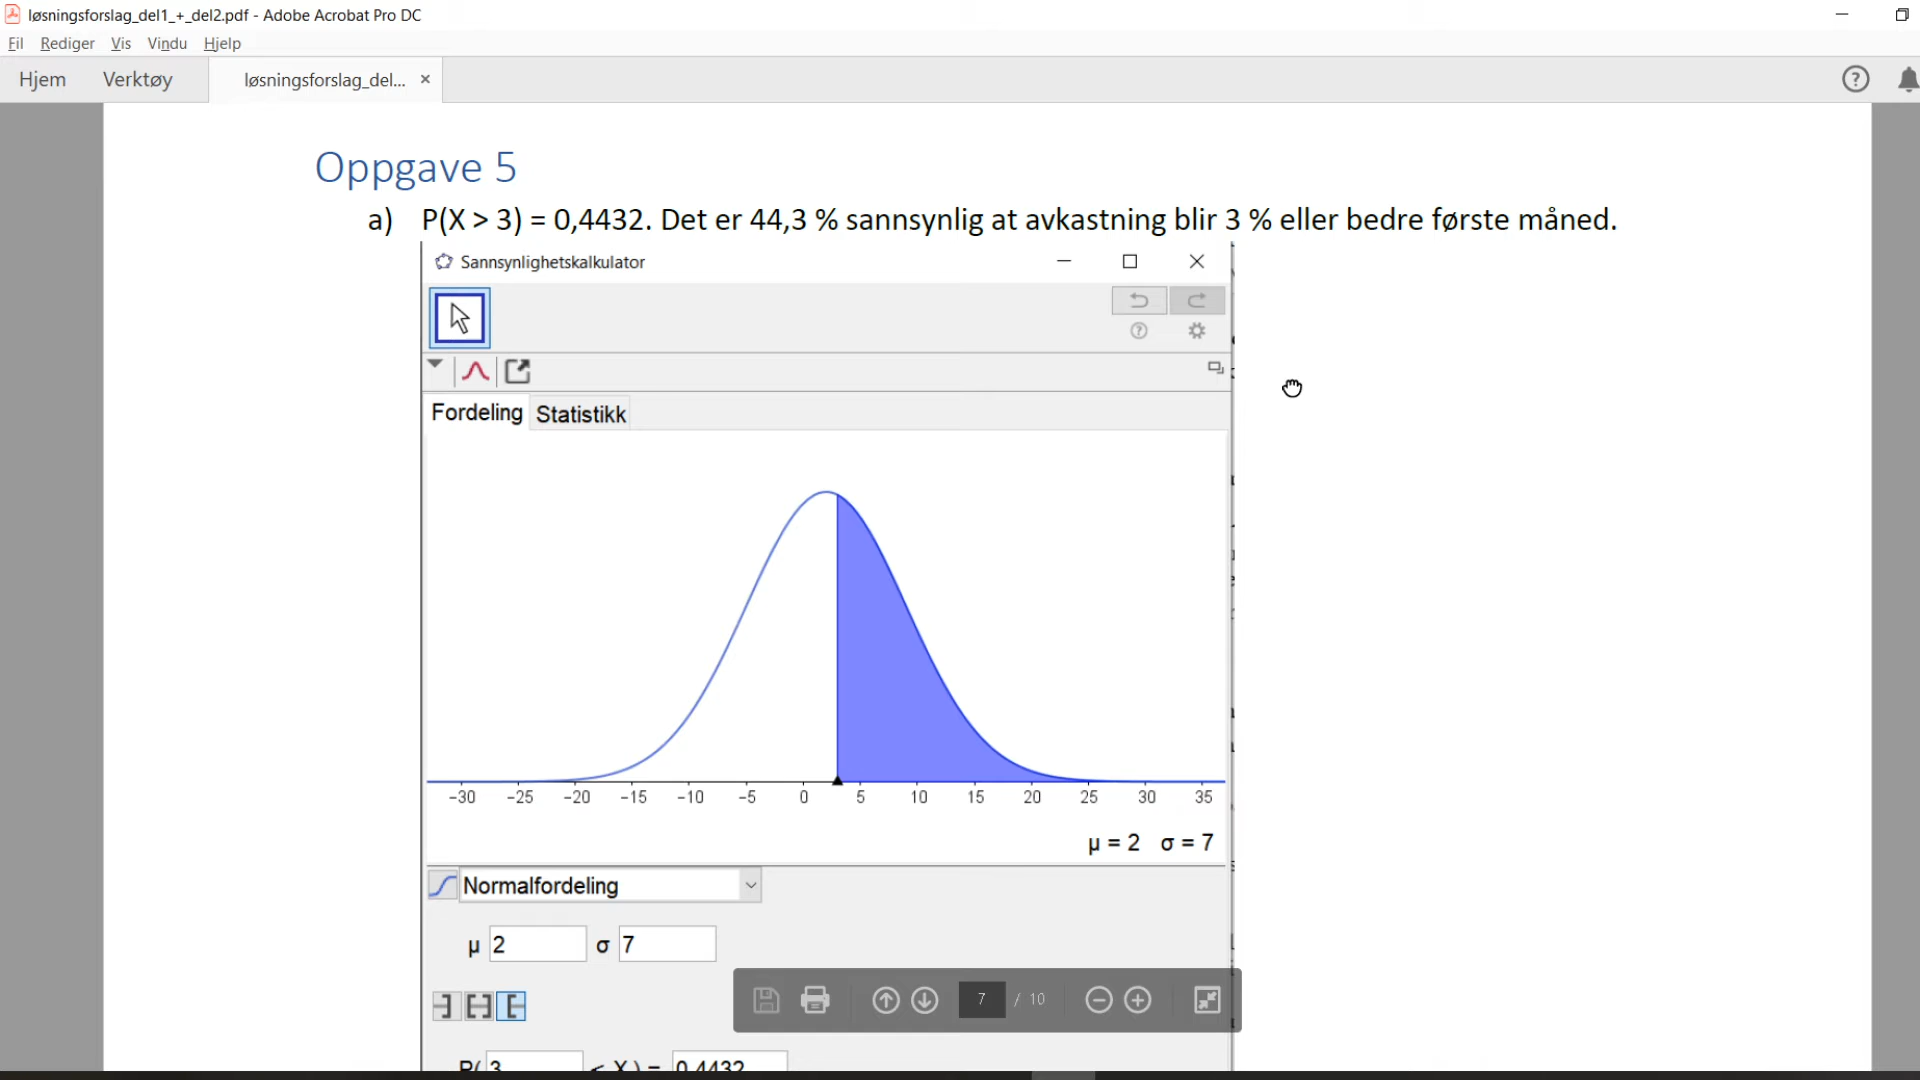 løsningsforslag_del1_+_del2.pdf - Adobe Acrobat Pro DC
Fil Rediger Vis Vindu Hjelp
Hjem Verktøy løsningsforslag_del... ×
Oppgave 5
a) P(X > 3) = 0,4432. Det er 44,3 % sannsynlig at avkastning blir 3 % eller bedre første måned.
Sannsynlighetskalkulator
Fordeling Statistikk
-30 -25 -20 -15 -10 -5 0 5 10 15 20 25 30 35
μ = 2 σ = 7
Normalfordeling
μ 2 σ 7
7 / 10
P( 3 < X ) = 0.4432